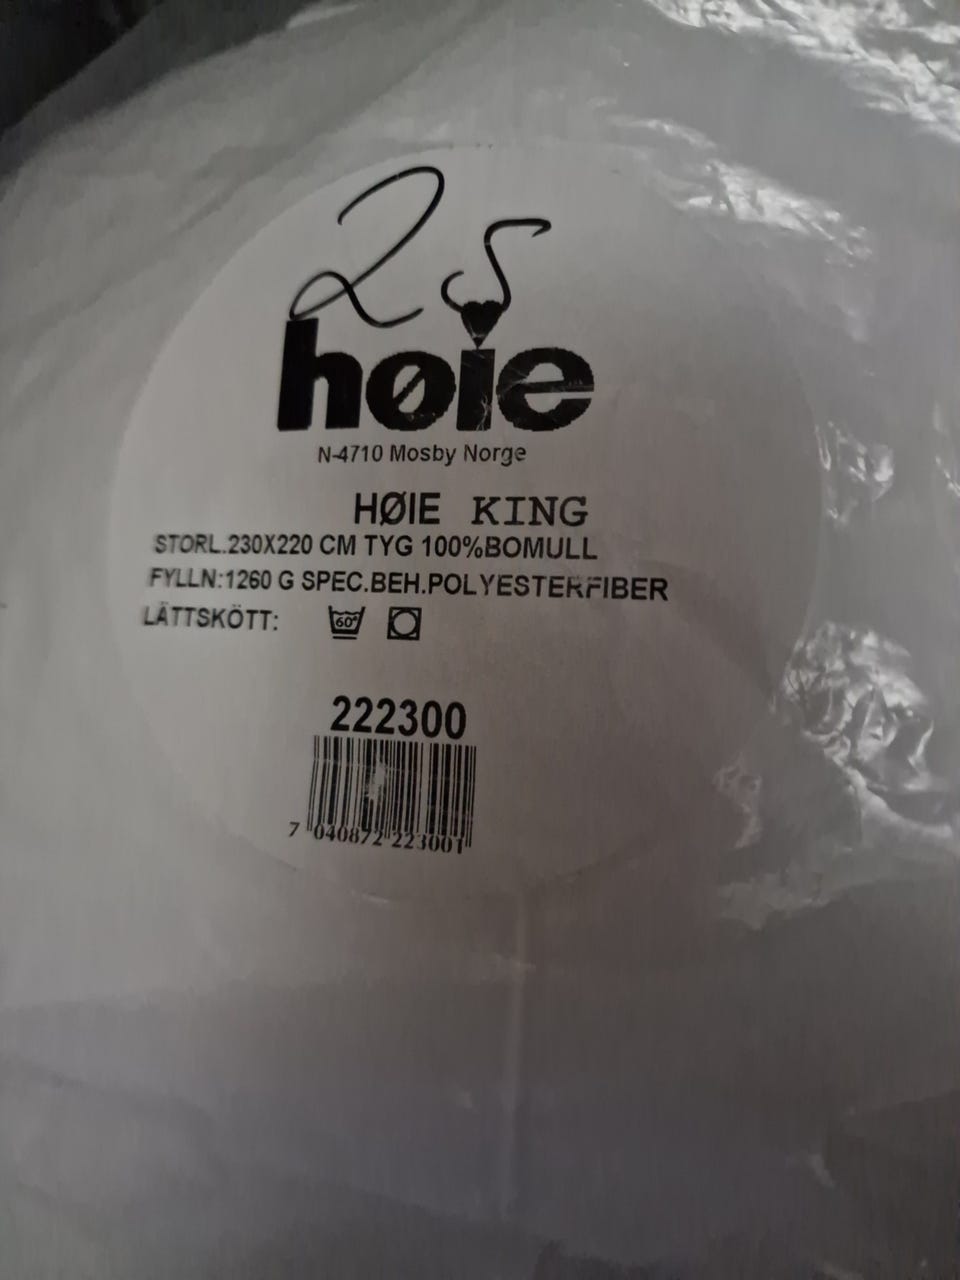 25
høie
N-4710 Mosby Norge
HØIE KING
STORL.230X220 CM TYG 100%BOMULL
FYLLN:1260 G SPEC.BEH.POLYESTERFIBER
LÄTTSKÖTT: 60°
222300
7 040872 223001